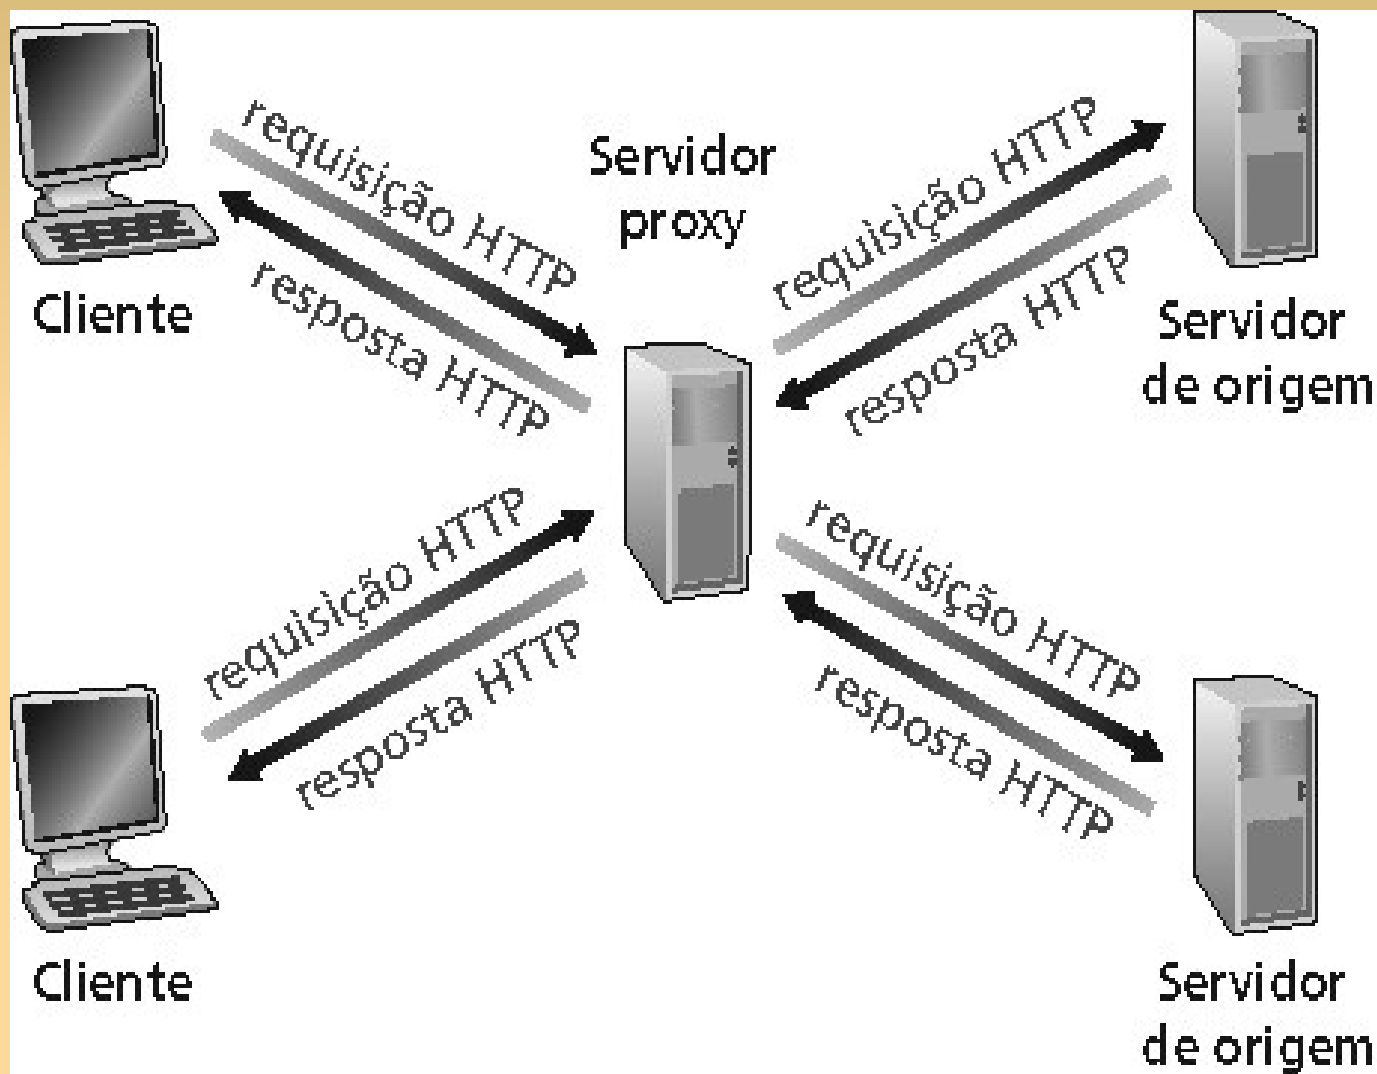 requisição HTTP
resposta HTTP
Cliente
Servidor
proxy
requisição HTTP
resposta HTTP
Servidor
de origem
requisição HTTP
resposta HTTP
Cliente
requisição HTTP
resposta HTTP
Servidor
de origem